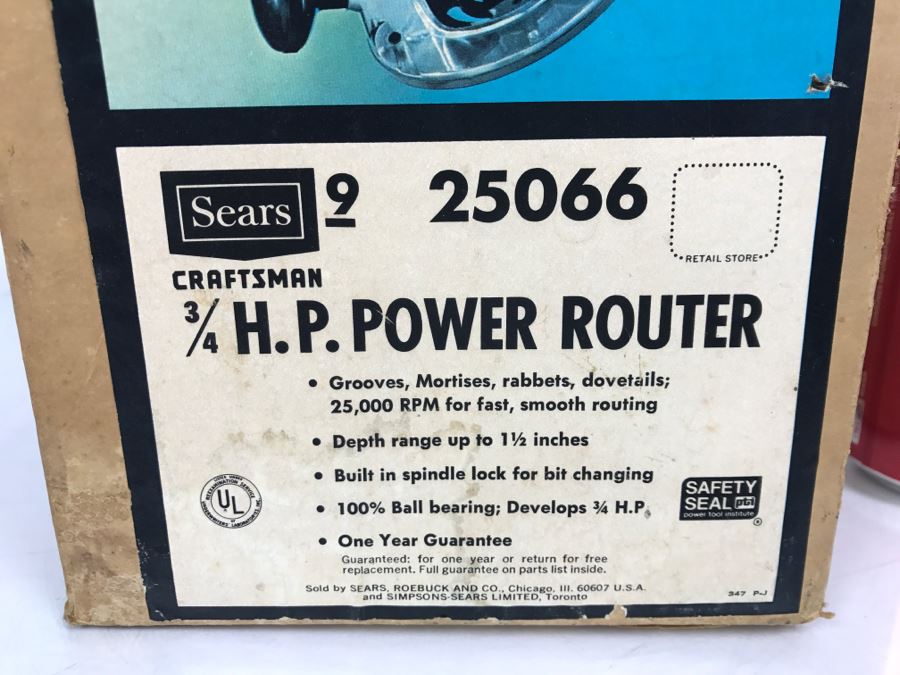 Sears 9 25066
RETAIL STORE
CRAFTSMAN
3/4 H.P. POWER ROUTER
• Grooves, Mortises, rabbets, dovetails;
25,000 RPM for fast, smooth routing
• Depth range up to 1½ inches
• Built in spindle lock for bit changing
• 100% Ball bearing; Develops ¾ H.P.
• One Year Guarantee
Guaranteed: for one year or return for free
replacement. Full guarantee on parts list inside.
Sold by SEARS, ROEBUCK AND CO., Chicago, Ill. 60607 U.S.A.
and SIMPSONS-SEARS LIMITED, Toronto
UL
SAFETY
SEAL pti
power tool institute
®
347 P-J